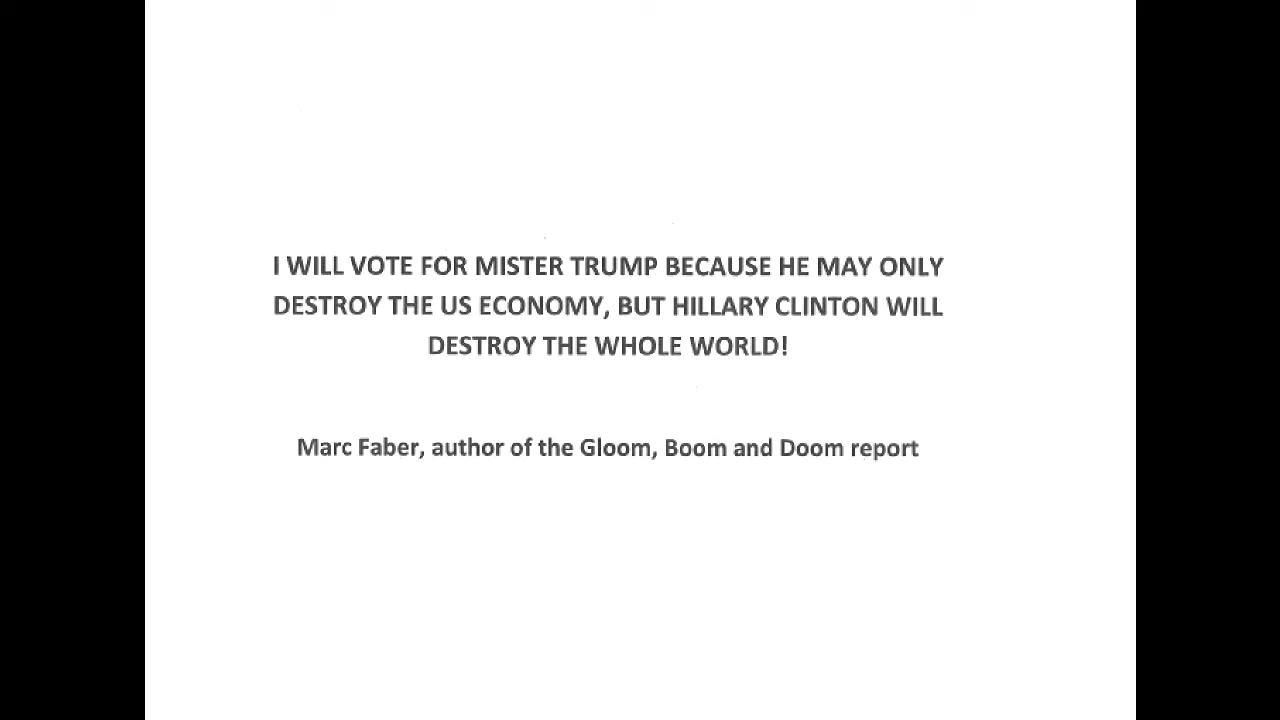 I WILL VOTE FOR MISTER TRUMP BECAUSE HE MAY ONLY
DESTROY THE US ECONOMY, BUT HILLARY CLINTON WILL
DESTROY THE WHOLE WORLD!
Marc Faber, author of the Gloom, Boom and Doom report